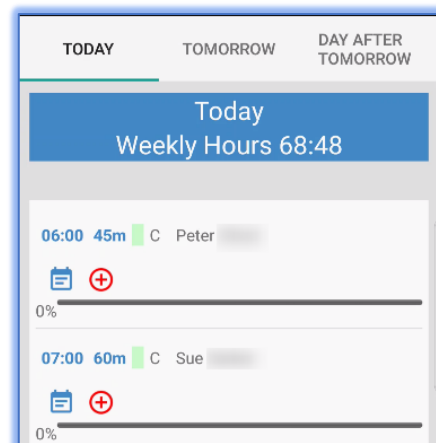 TODAY TOMORROW DAY AFTER TOMORROW
Today
Weekly Hours 68:48
06:00 45m C Peter
0%
07:00 60m C Sue
0%